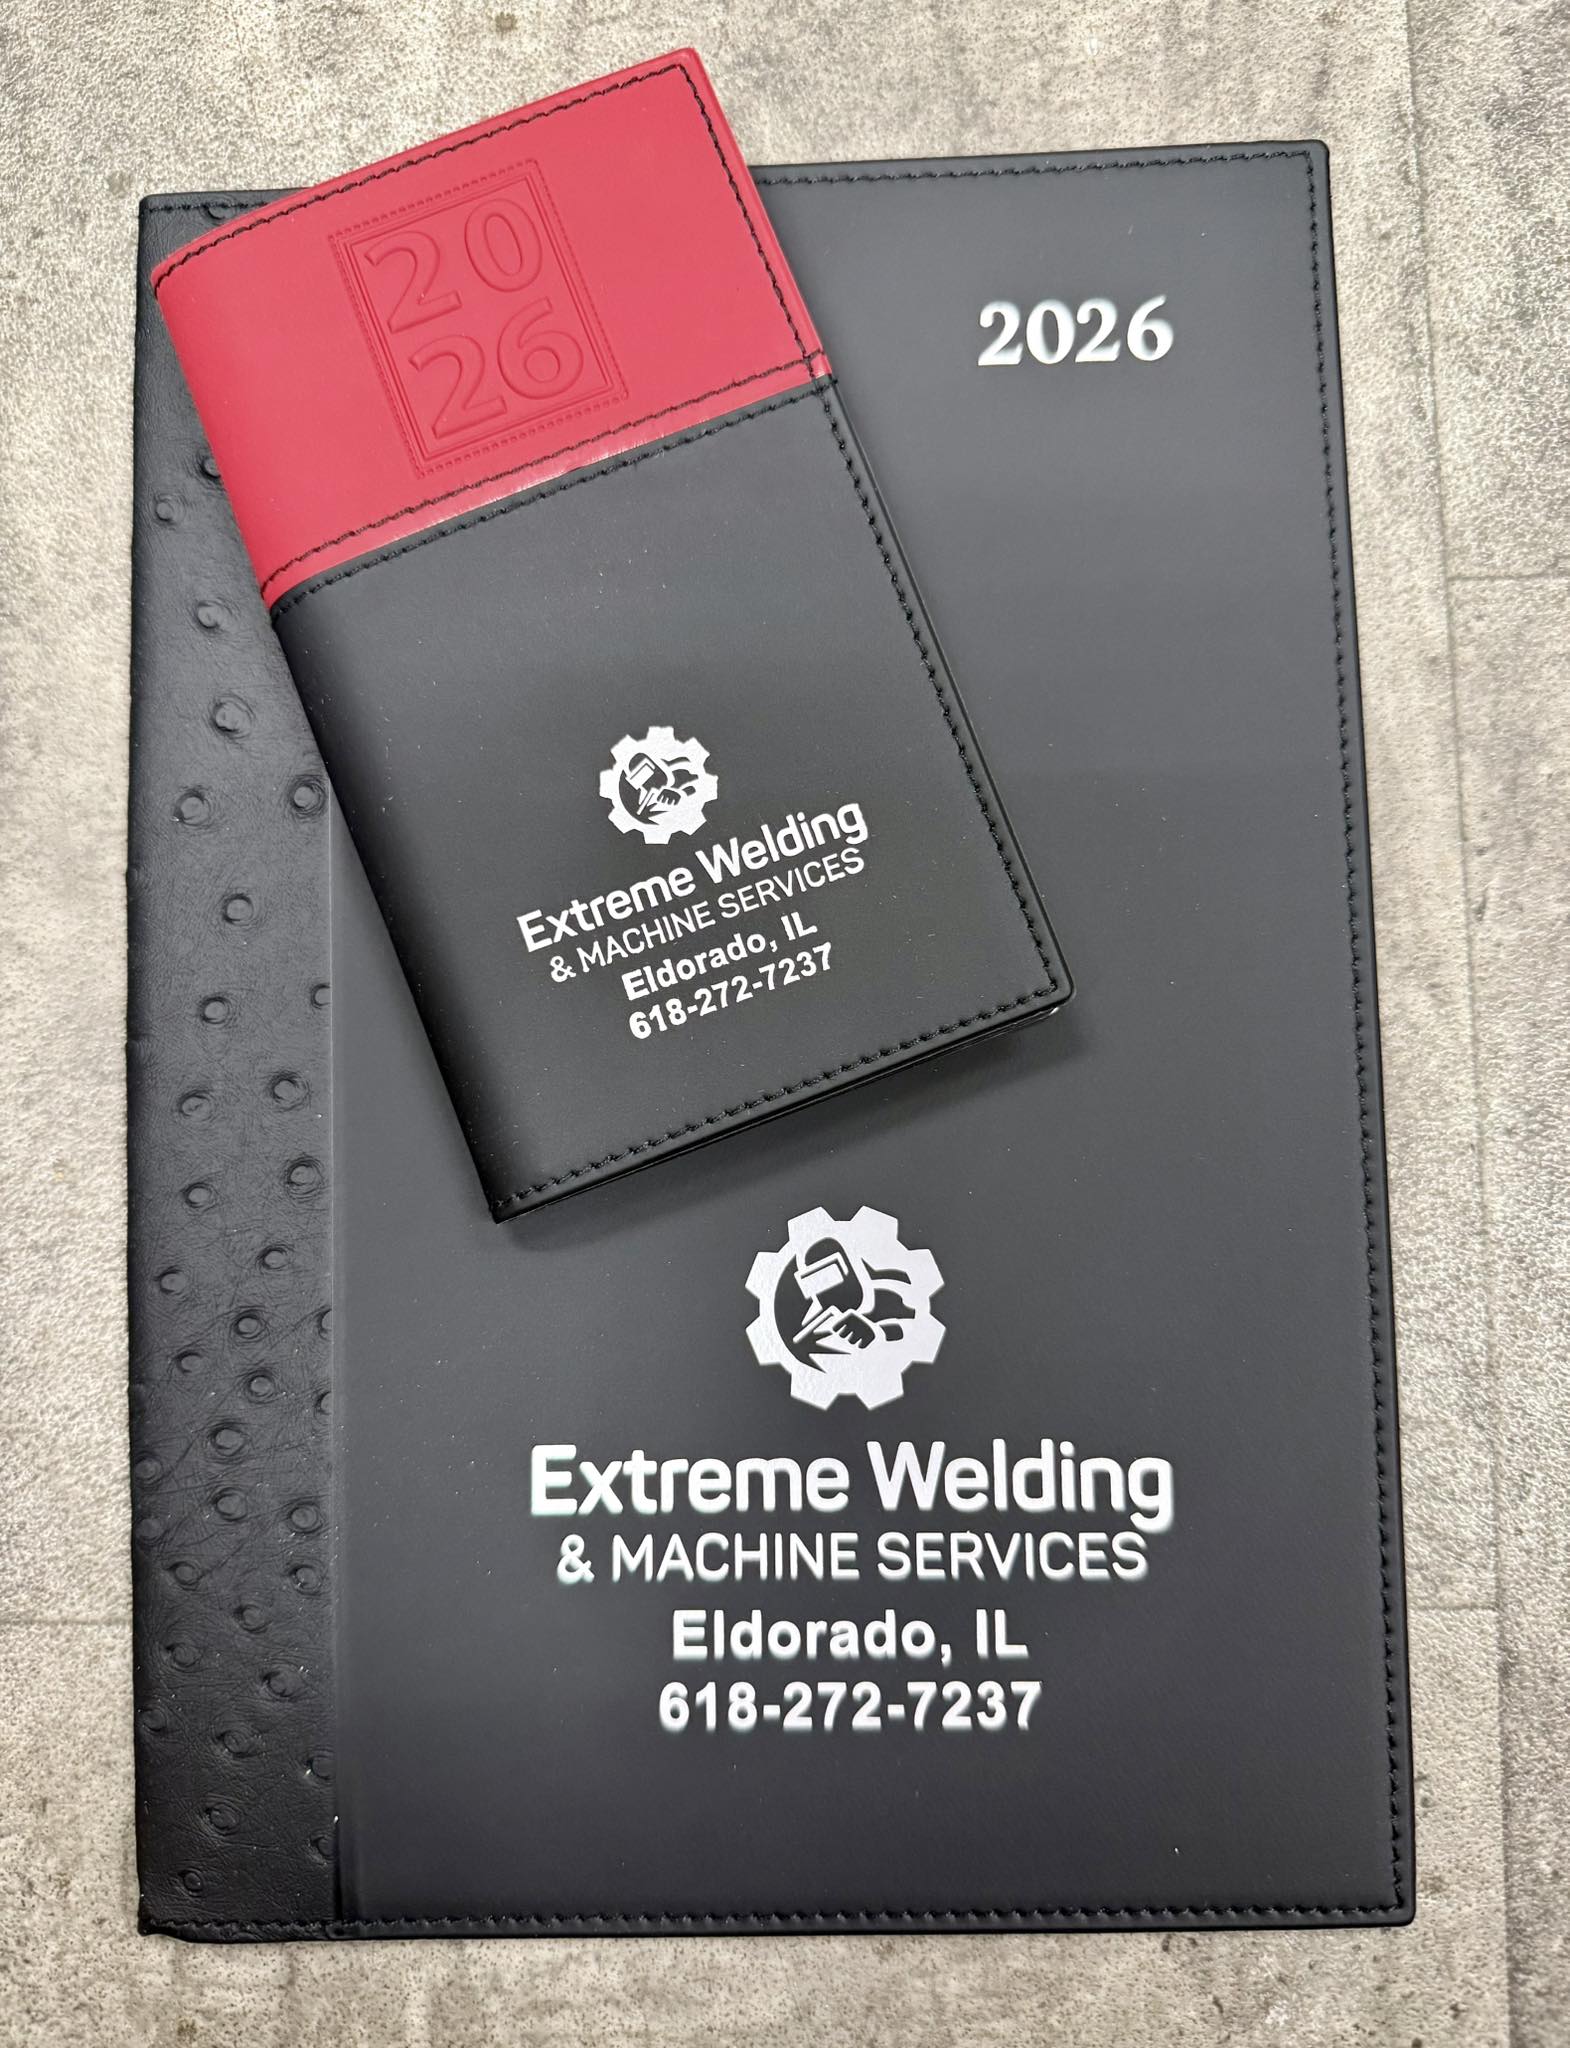 20
26
Extreme Welding
& MACHINE SERVICES
Eldorado, IL
618-272-7237
2026
Extreme Welding
& MACHINE SERVICES
Eldorado, IL
618-272-7237